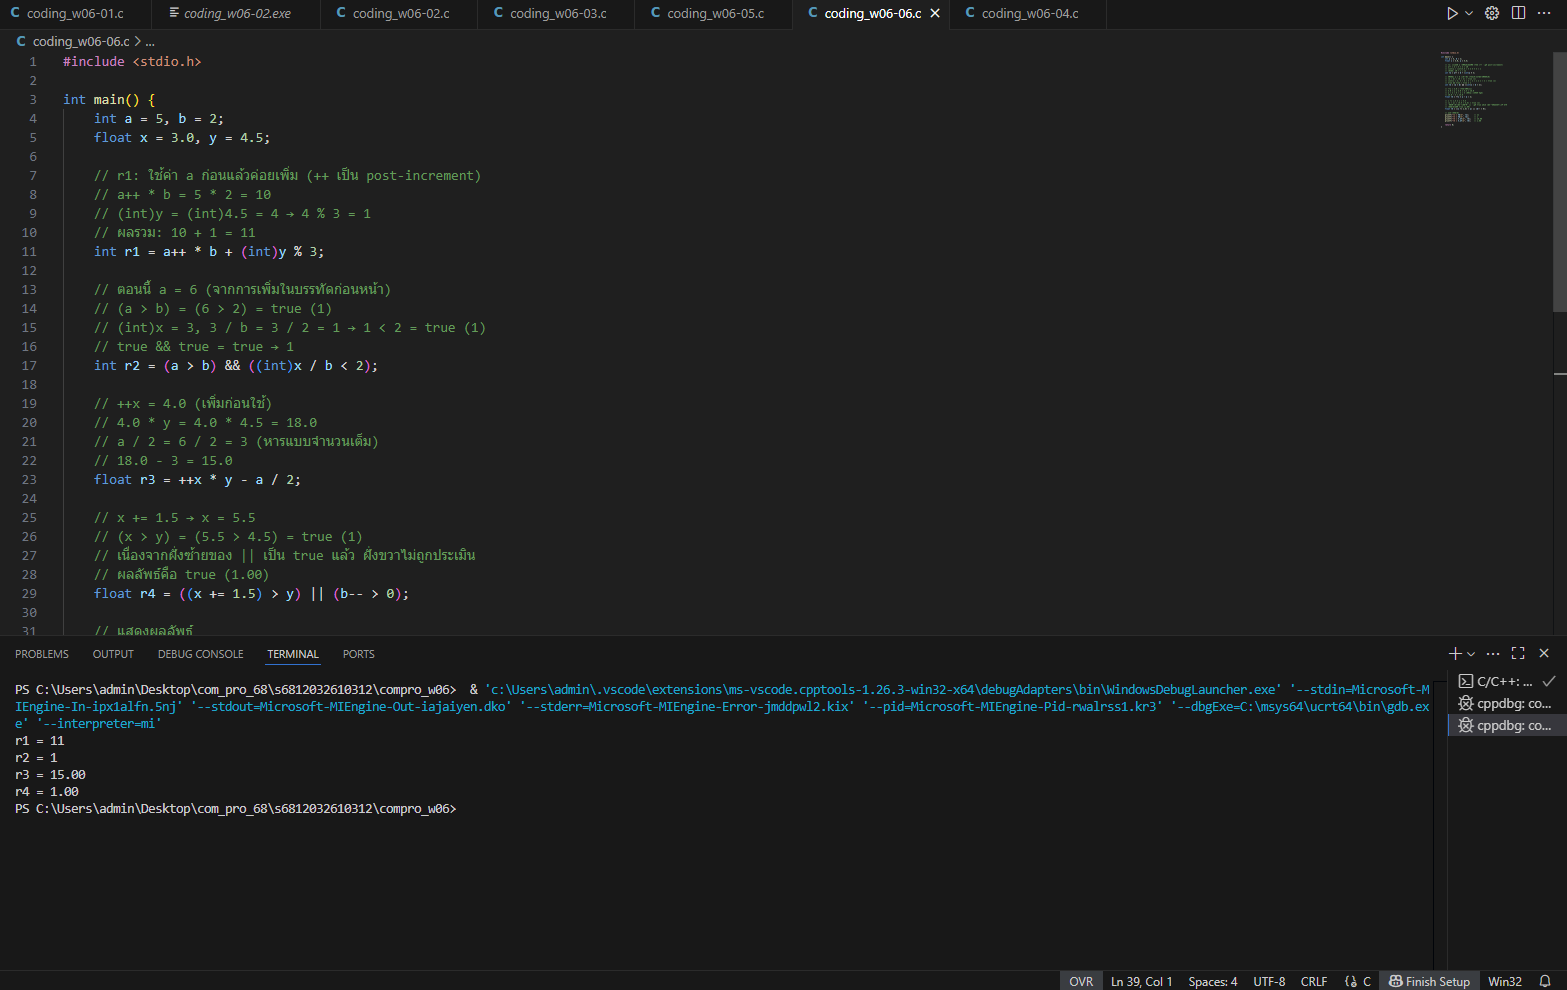 coding_w06-01.c
coding_w06-02.exe
coding_w06-02.c
coding_w06-03.c
coding_w06-05.c
coding_w06-06.c
coding_w06-04.c
coding_w06-06.c > ...
1 #include <stdio.h>
2
3 int main() {
4 int a = 5, b = 2;
5 float x = 3.0, y = 4.5;
6
7 // r1: ใช้ค่า a ก่อนแล้วค่อยเพิ่ม (++ เป็น post-increment)
8 // a++ * b = 5 * 2 = 10
9 // (int)y = (int)4.5 = 4 → 4 % 3 = 1
10 // ผลรวม: 10 + 1 = 11
11 int r1 = a++ * b + (int)y % 3;
12
13 // ตอนนี้ a = 6 (จากการเพิ่มในบรรทัดก่อนหน้า)
14 // (a > b) = (6 > 2) = true (1)
15 // (int)x = 3, 3 / b = 3 / 2 = 1 → 1 < 2 = true (1)
16 // true && true = true → 1
17 int r2 = (a > b) && ((int)x / b < 2);
18
19 // ++x = 4.0 (เพิ่มก่อนใช้)
20 // 4.0 * y = 4.0 * 4.5 = 18.0
21 // a / 2 = 6 / 2 = 3 (หารแบบจำนวนเต็ม)
22 // 18.0 - 3 = 15.0
23 float r3 = ++x * y - a / 2;
24
25 // x += 1.5 → x = 5.5
26 // (x > y) = (5.5 > 4.5) = true (1)
27 // เนื่องจากฝั่งซ้ายของ || เป็น true แล้ว ฝั่งขวาไม่ถูกประเมิน
28 // ผลลัพธ์คือ true (1.00)
29 float r4 = ((x += 1.5) > y) || (b-- > 0);
30
31 // แสดงผลลัพธ์
PROBLEMS OUTPUT DEBUG CONSOLE TERMINAL PORTS
PS C:\Users\admin\Desktop\com_pro_68\s6812032610312\compro_w06> & 'c:\Users\admin\.vscode\extensions\ms-vscode.cpptools-1.26.3-win32-x64\debugAdapters\bin\WindowsDebugLauncher.exe' '--stdin=Microsoft-M
IEngine-In-ipx1alfn.5nj' '--stdout=Microsoft-MIEngine-Out-iajaiyen.dko' '--stderr=Microsoft-MIEngine-Error-jmddpwl2.kix' '--pid=Microsoft-MIEngine-Pid-rwalrss1.kr3' '--dbgExe=C:\msys64\ucrt64\bin\gdb.ex
e' '--interpreter=mi'
r1 = 11
r2 = 1
r3 = 15.00
r4 = 1.00
PS C:\Users\admin\Desktop\com_pro_68\s6812032610312\compro_w06>
C/C++: ...
cppdbg: co...
cppdbg: co...
OVR Ln 39, Col 1 Spaces: 4 UTF-8 CRLF C Finish Setup Win32